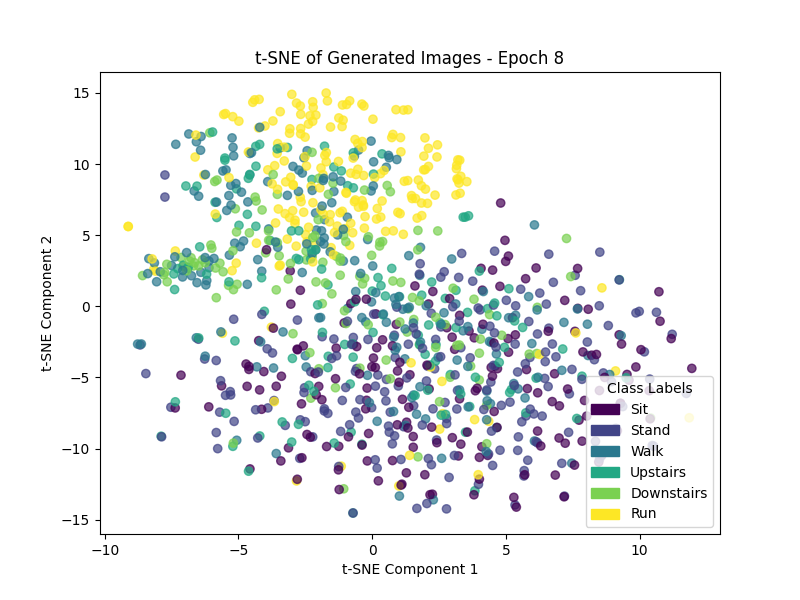 t-SNE of Generated Images - Epoch 8
15
10
5
0
−5
−10
−15
t-SNE Component 2
−10
−5
0
5
10
t-SNE Component 1
Class Labels
Sit
Stand
Walk
Upstairs
Downstairs
Run